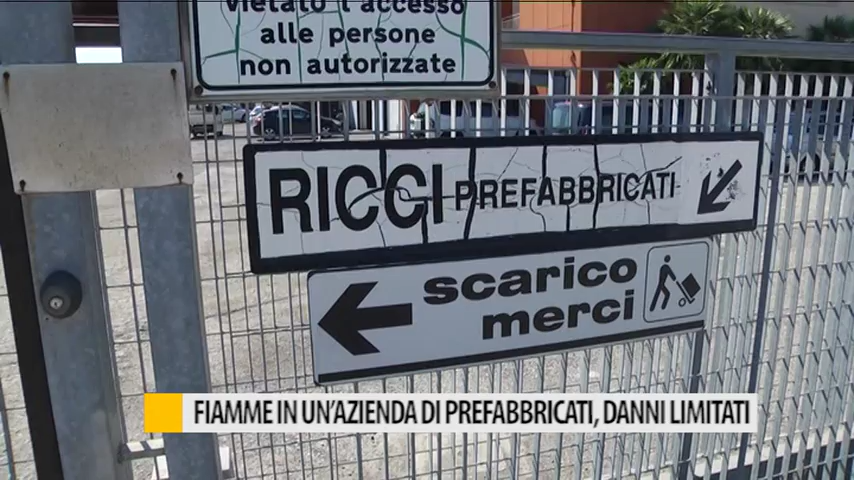 vietato l'accesso
alle persone
non autorizzate
RICCI PREFABBRICATI
scarico
merci
FIAMME IN UN'AZIENDA DI PREFABBRICATI, DANNI LIMITATI